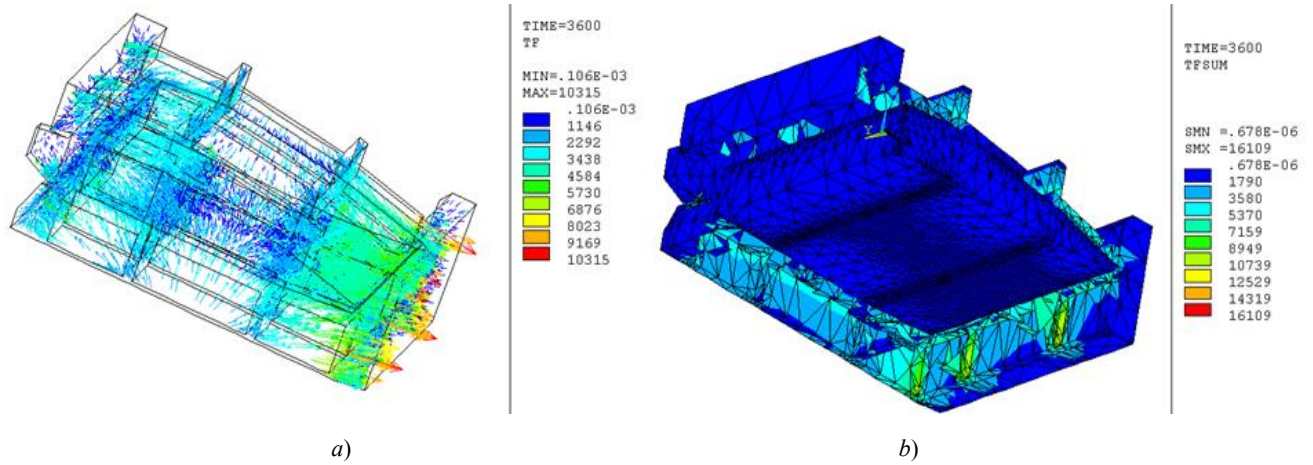 TIME=3600
TF
MIN=.106E-03
MAX=10315
.106E-03
1146
2292
3438
4584
5730
6876
8023
9169
10315
a)
Y
TIME=3600
TFSUM
SMN =.678E-06
SMX =16109
.678E-06
1790
3580
5370
7159
8949
10739
12529
14319
16109
b)